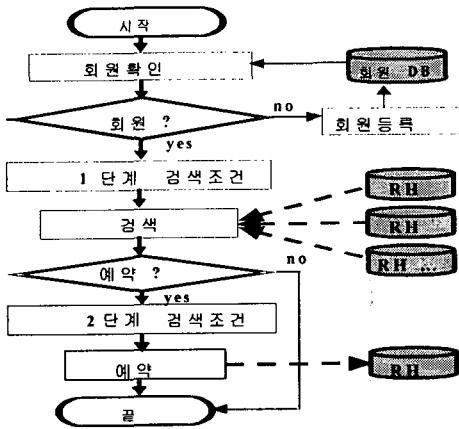 시작
회원확인
회원 DB
회원 ?
no
회원등록
yes
1 단계 검색조건
RH
검색
RH
RH ...
예약 ?
no
yes
2 단계 검색조건
예약
RH
끝